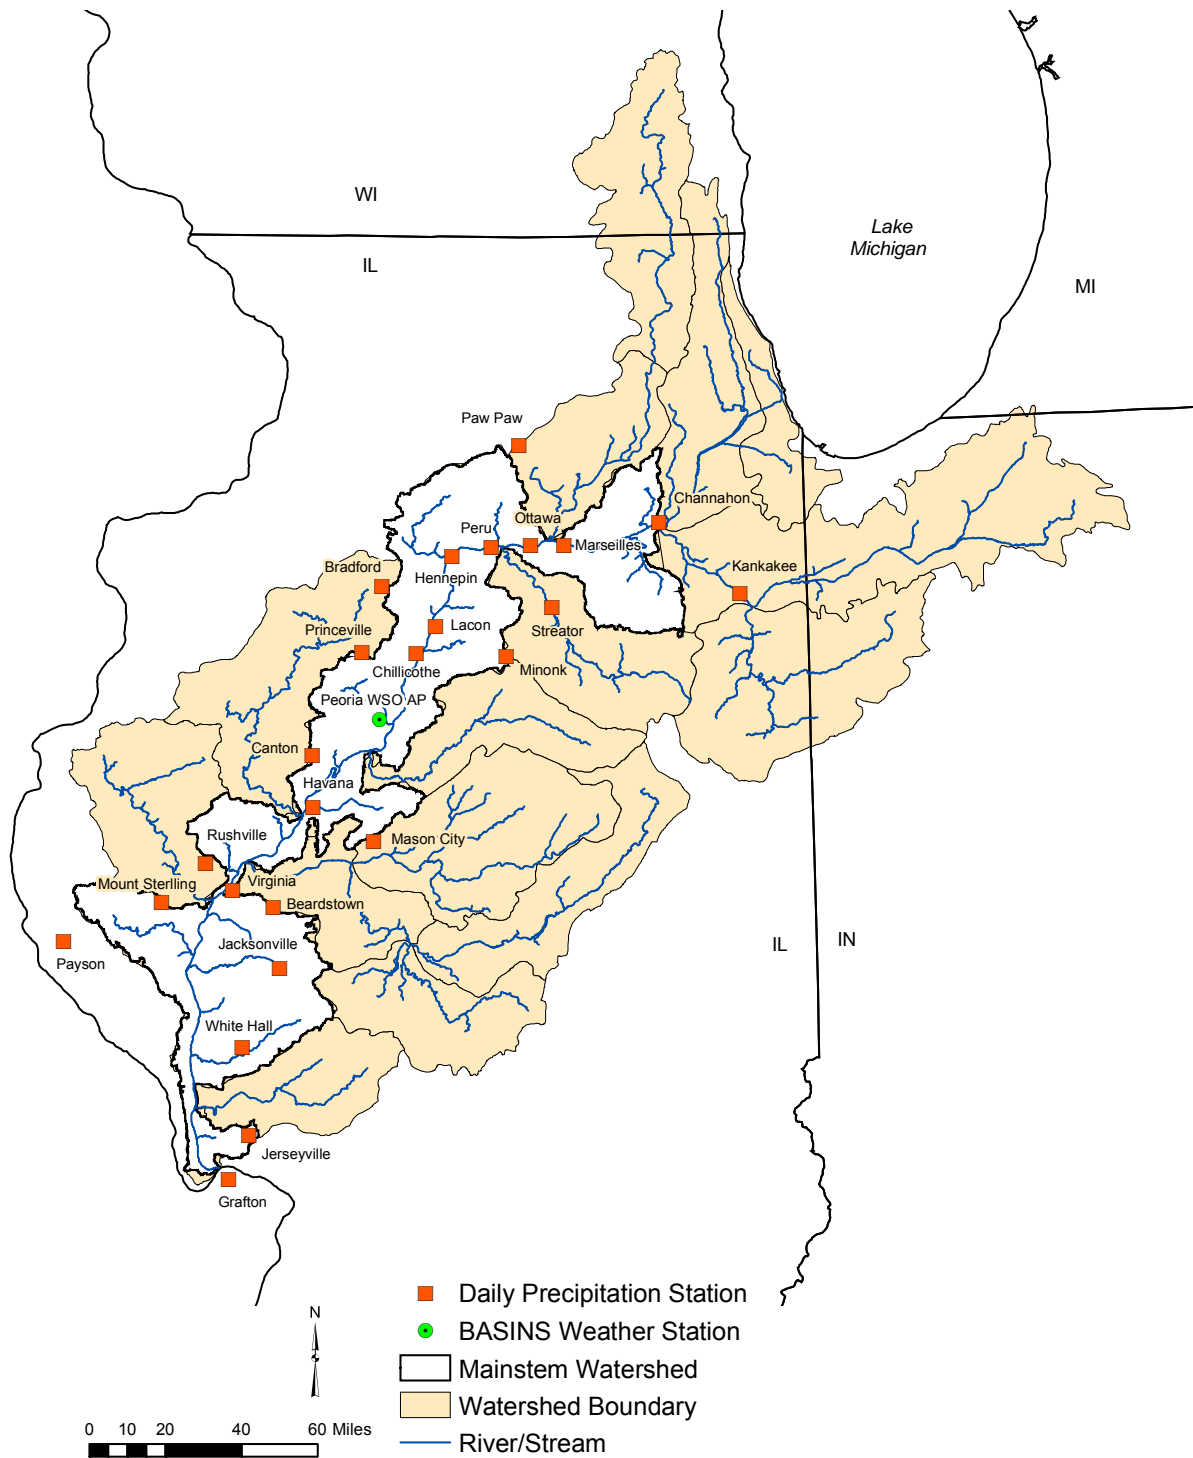 WI
Lake
Michigan
IL
MI
Paw Paw
Channahon
Ottawa
Peru
Marseilles
Bradford
Kankakee
Hennepin
Princeville
Lacon
Streator
Chillicothe
Minonk
Peoria WSO AP
Canton
Havana
Rushville
Mason City
Mount Sterlling
Virginia
Beardstown
Jacksonville
IL
IN
Payson
White Hall
Jerseyville
Grafton
Daily Precipitation Station
BASINS Weather Station
Mainstem Watershed
Watershed Boundary
River/Stream
N
0 10 20 40 60 Miles